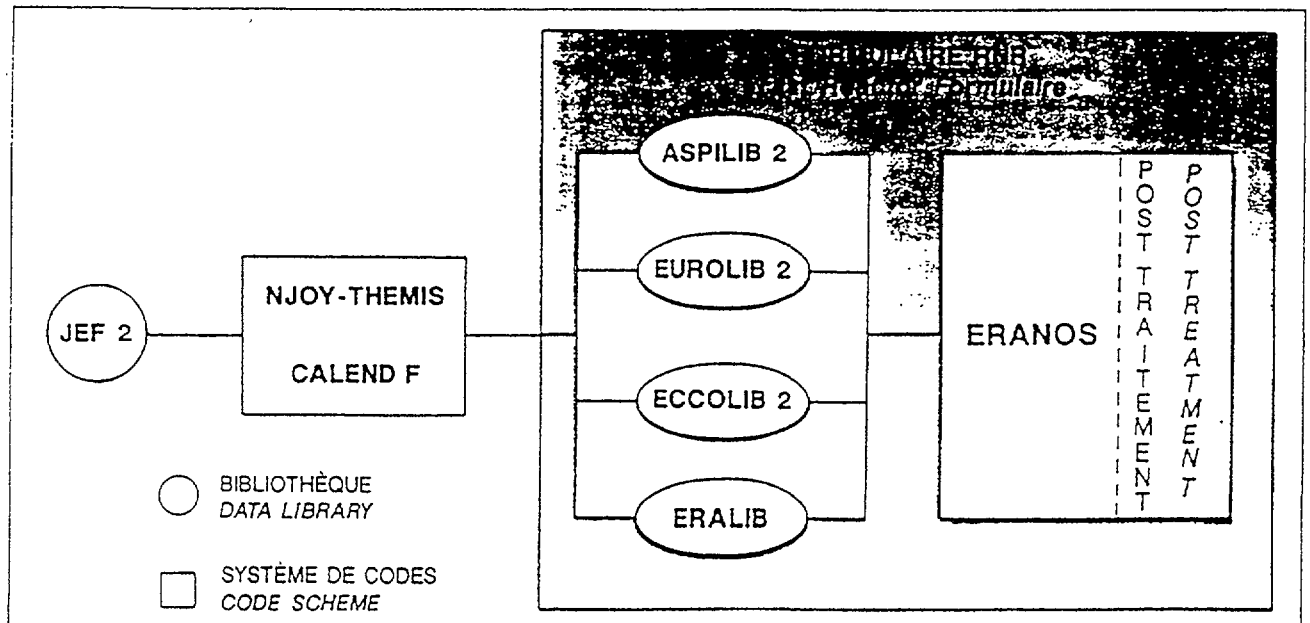 Formulaire
ASPILIB 2
EUROLIB 2
ECCOLIB 2
ERALIB
JEF 2
NJOY-THEMIS
CALEND F
ERANOS
POST TRAITEMENT
POST TREATMENT
BIBLIOTHÈQUE
DATA LIBRARY
SYSTÈME DE CODES
CODE SCHEME